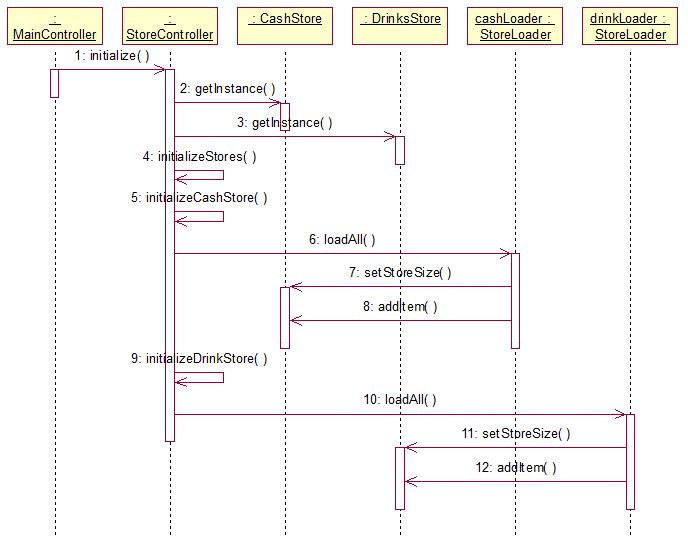 _ :
MainController
_ :
StoreController
_ : CashStore
_ : DrinksStore
cashLoader :
StoreLoader
drinkLoader :
StoreLoader
1: initialize( )
2: getInstance( )
3: getInstance( )
4: initializeStores( )
5: initializeCashStore( )
6: loadAll( )
7: setStoreSize( )
8: addItem( )
9: initializeDrinkStore( )
10: loadAll( )
11: setStoreSize( )
12: addItem( )